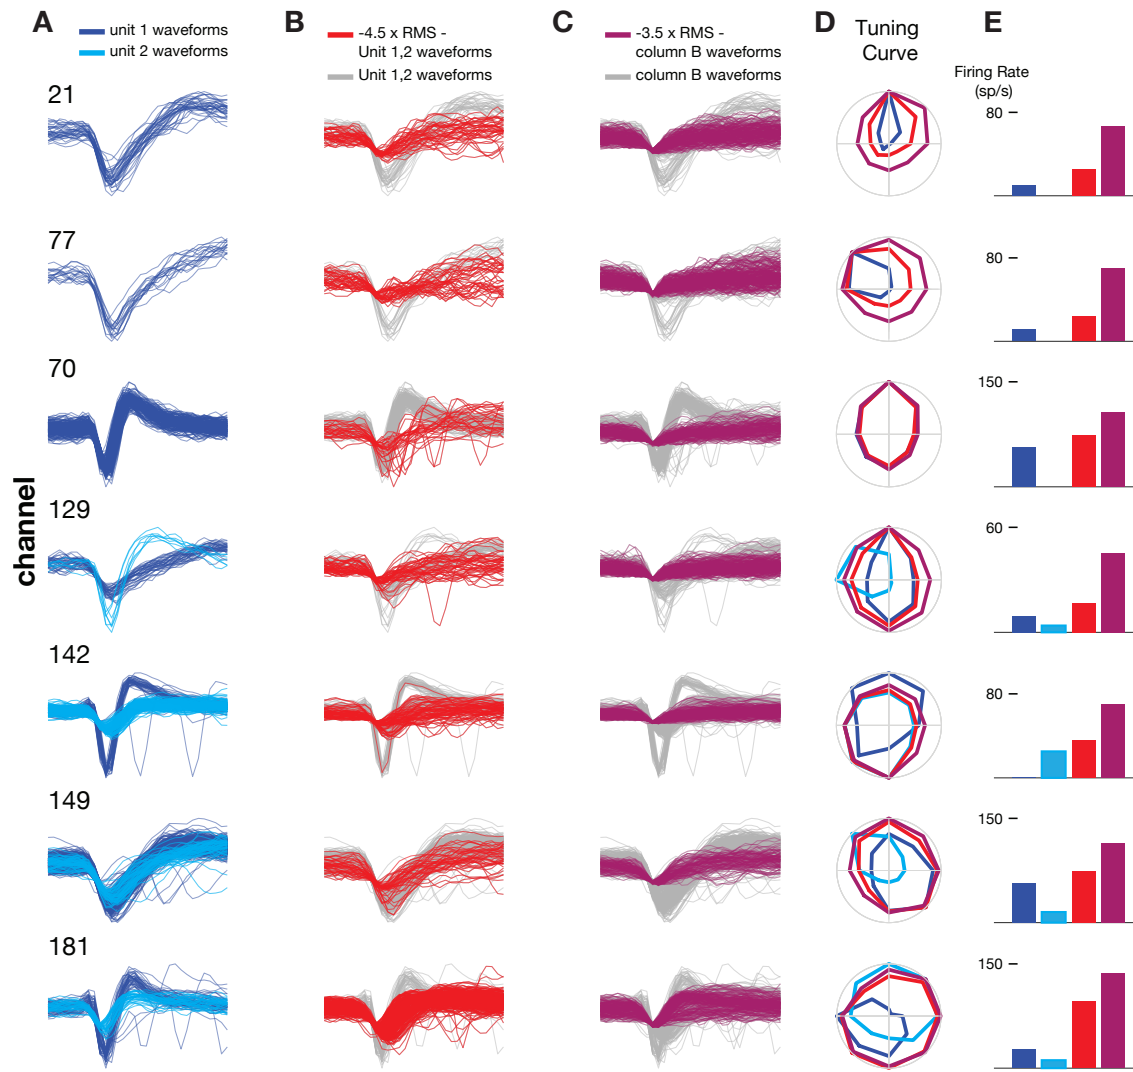 A
unit 1 waveforms
unit 2 waveforms
B
-4.5 x RMS -
Unit 1,2 waveforms
Unit 1,2 waveforms
C
-3.5 x RMS -
column B waveforms
column B waveforms
D
Tuning
Curve
E
Firing Rate
(sp/s)
channel
21
80
77
80
70
150
129
60
142
80
149
150
181
150